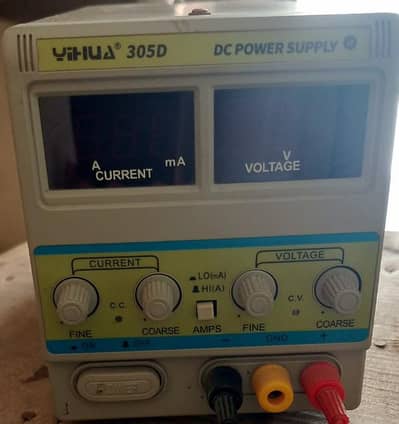 YiHUA® 305D DC POWER SUPPLY
A mA
CURRENT
V
VOLTAGE
CURRENT
VOLTAGE
LO(mA)
HI(A)
C.C.
C.V.
FINE COARSE AMPS FINE COARSE
- GND +
Power